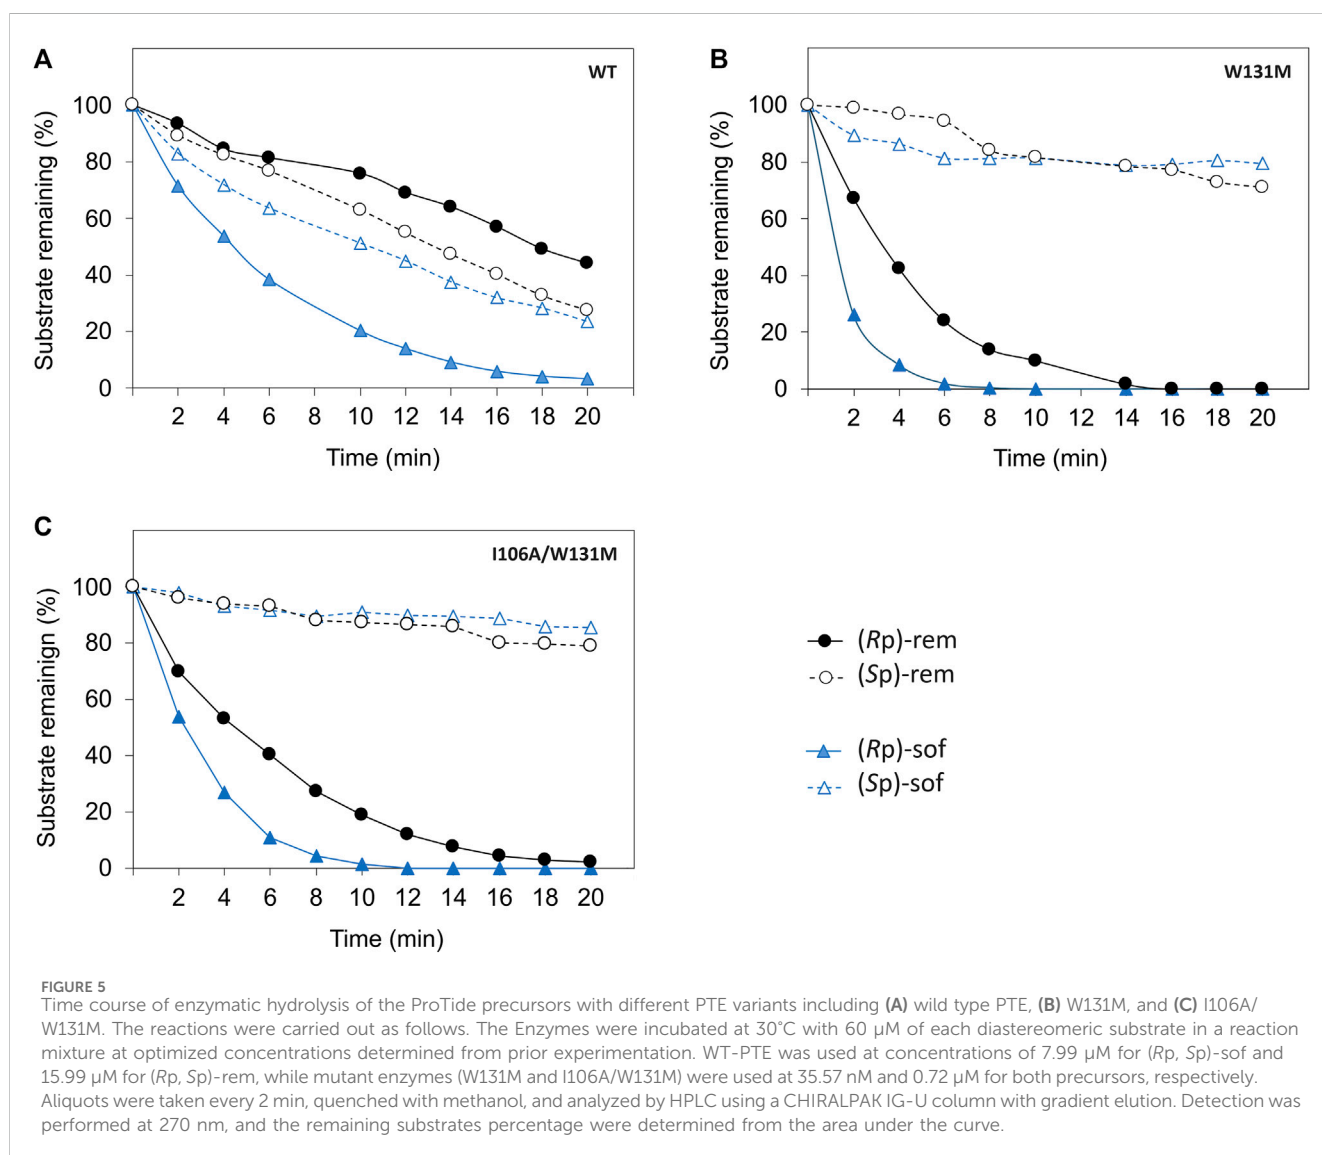 A
WT
Substrate remaining (%)
100
80
60
40
20
0
2 4 6 8 10 12 14 16 18 20
Time (min)
B
W131M
Substrate remaining (%)
100
80
60
40
20
0
2 4 6 8 10 12 14 16 18 20
Time (min)
C
I106A/W131M
Substrate remainign (%)
100
80
60
40
20
0
2 4 6 8 10 12 14 16 18 20
Time (min)
(Rp)-rem
(Sp)-rem
(Rp)-sof
(Sp)-sof
FIGURE 5
Time course of enzymatic hydrolysis of the ProTide precursors with different PTE variants including (A) wild type PTE, (B) W131M, and (C) I106A/
W131M. The reactions were carried out as follows. The Enzymes were incubated at 30°C with 60 µM of each diastereomeric substrate in a reaction
mixture at optimized concentrations determined from prior experimentation. WT-PTE was used at concentrations of 7.99 µM for (Rp, Sp)-sof and
15.99 µM for (Rp, Sp)-rem, while mutant enzymes (W131M and I106A/W131M) were used at 35.57 nM and 0.72 µM for both precursors, respectively.
Aliquots were taken every 2 min, quenched with methanol, and analyzed by HPLC using a CHIRALPAK IG-U column with gradient elution. Detection was
performed at 270 nm, and the remaining substrates percentage were determined from the area under the curve.